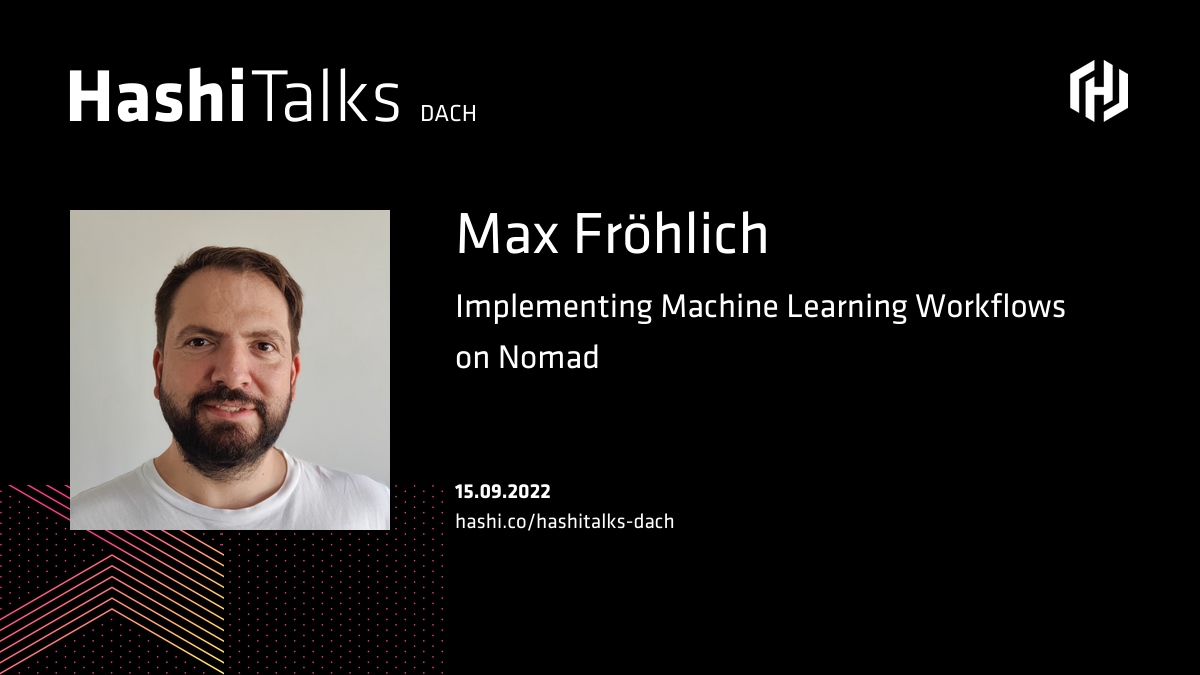 HashiTalks DACH
Max Fröhlich
Implementing Machine Learning Workflows
on Nomad
15.09.2022
hashi.co/hashitalks-dach